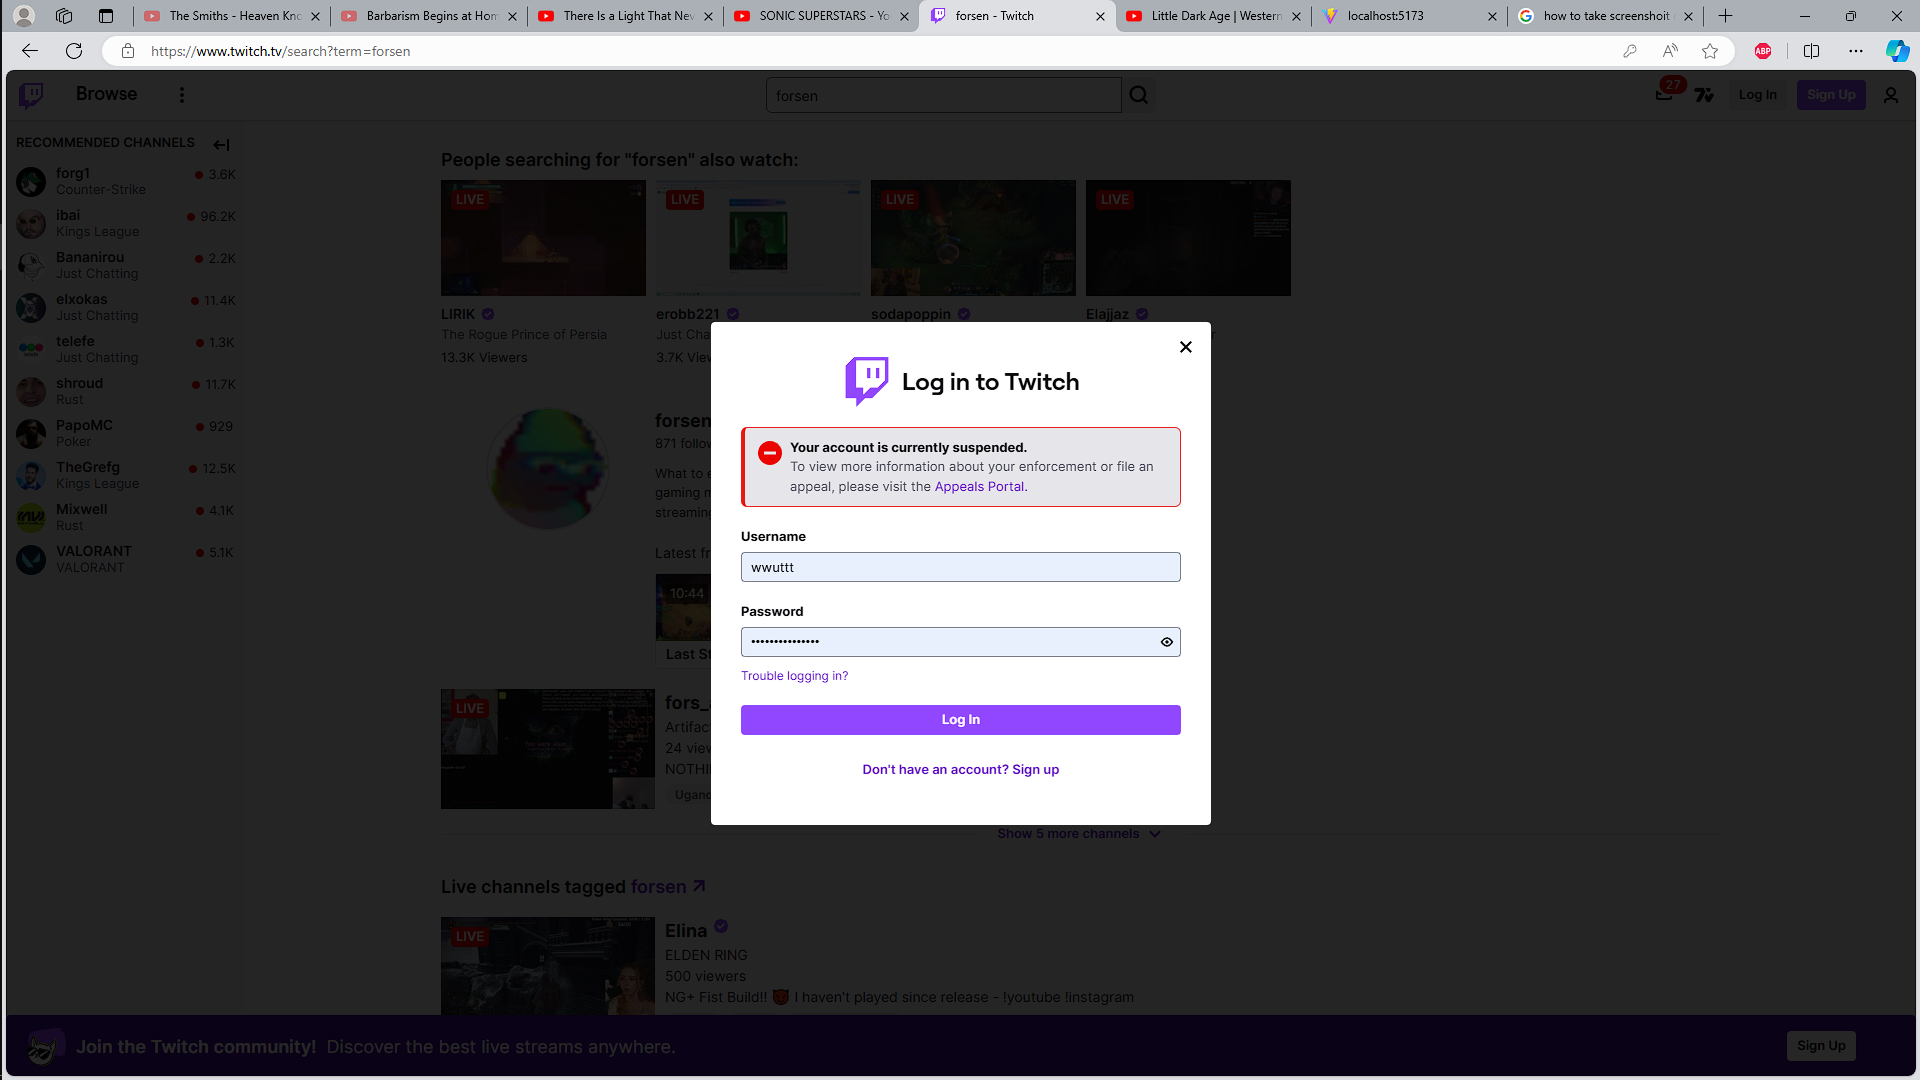 The Smiths - Heaven Kno
Barbarism Begins at Hom
There Is a Light That Nev
SONIC SUPERSTARS - Yo
forsen - Twitch
Little Dark Age | Western
localhost:5173
how to take screenshoit
https://www.twitch.tv/search?term=forsen
ABP
Browse
forsen
27
Log In
Sign Up
RECOMMENDED CHANNELS
forg1
3.6K
Counter-Strike
ibai
96.2K
Kings League
Bananirou
2.2K
Just Chatting
elxokas
11.4K
Just Chatting
telefe
1.3K
Just Chatting
shroud
11.7K
Rust
PapoMC
929
Poker
TheGrefg
12.5K
Kings League
Mixwell
4.1K
Rust
VALORANT
5.1K
VALORANT
People searching for "forsen" also watch:
LIVE
LIVE
LIVE
LIVE
LIRIK
The Rogue Prince of Persia
13.3K Viewers
erobb221
Just Cha
3.7K View
sodapoppin
Elajjaz
forsen
871 follow
What to e
gaming m
streaming
Latest fr
10:44
Last St
LIVE
fors_
Artifac
24 view
NOTHI
Ugand
Log in to Twitch
Your account is currently suspended.
To view more information about your enforcement or file an
appeal, please visit the Appeals Portal.
Username
wwuttt
Password
•••••••••••••••
Trouble logging in?
Log In
Don't have an account? Sign up
Show 5 more channels
Live channels tagged forsen
LIVE
Elina
ELDEN RING
500 viewers
NG+ Fist Build!! 😈 I haven't played since release - !youtube !instagram
Join the Twitch community! Discover the best live streams anywhere.
Sign Up